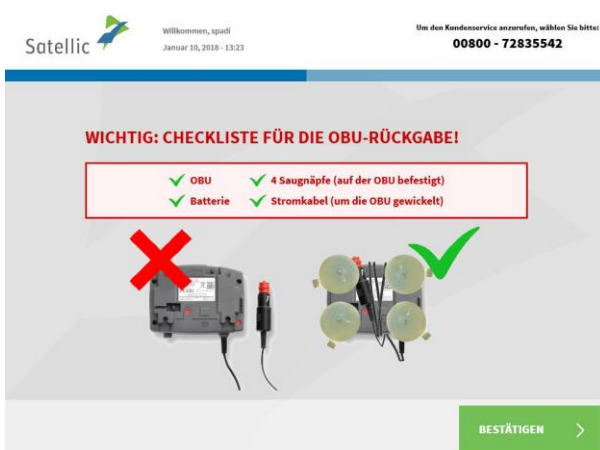 Satellic
Willkommen, spadi
Januar 10, 2018 - 13:23
Um den Kundenservice anzurufen, wählen Sie bitte:
00800 - 72835542
WICHTIG: CHECKLISTE FÜR DIE OBU-RÜCKGABE!
OBU
4 Saugnäpfe (auf der OBU befestigt)
Batterie
Stromkabel (um die OBU gewickelt)
BESTÄTIGEN